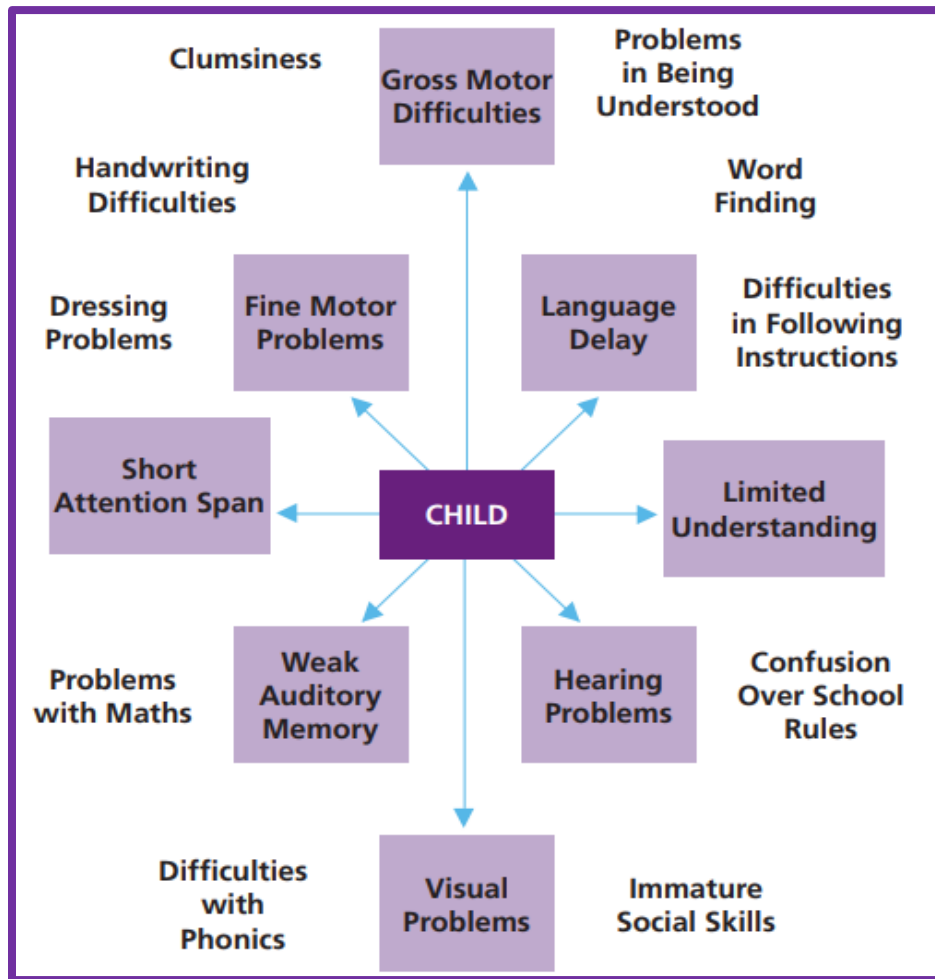 Clumsiness
Gross Motor
Difficulties
Problems
in Being
Understood
Handwriting
Difficulties
Word
Finding
Dressing
Problems
Fine Motor
Problems
Language
Delay
Difficulties
in Following
Instructions
Short
Attention Span
CHILD
Limited
Understanding
Problems
with Maths
Weak
Auditory
Memory
Hearing
Problems
Confusion
Over School
Rules
Difficulties
with
Phonics
Visual
Problems
Immature
Social Skills